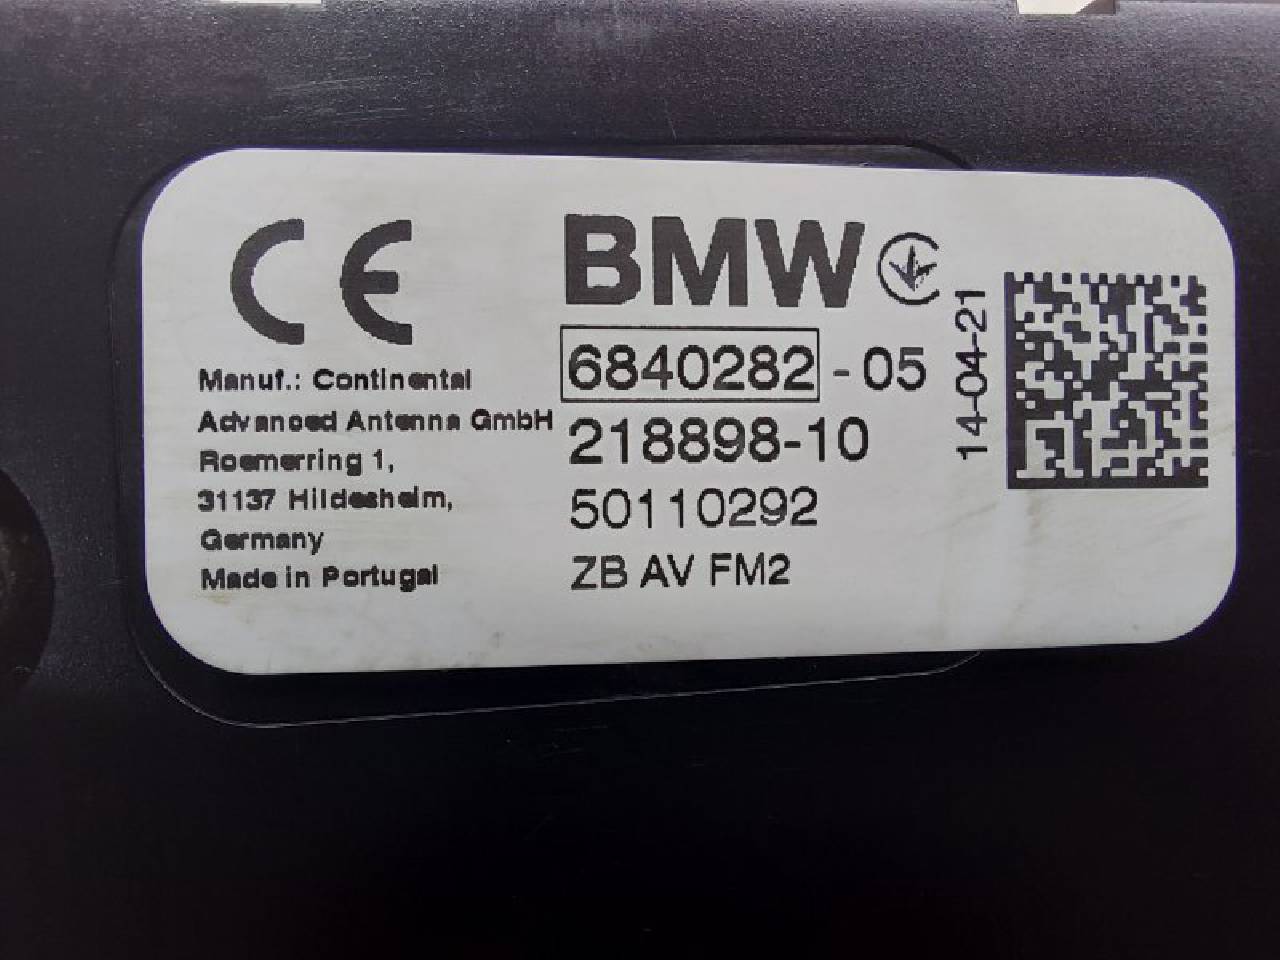 CE
Manuf.: Continental
Advanced Antenna GmbH
Roemerring 1,
31137 Hildesheim,
Germany
Made in Portugal
BMW
6840282-05
218898-10
50110292
ZB AV FM2
14-04-21